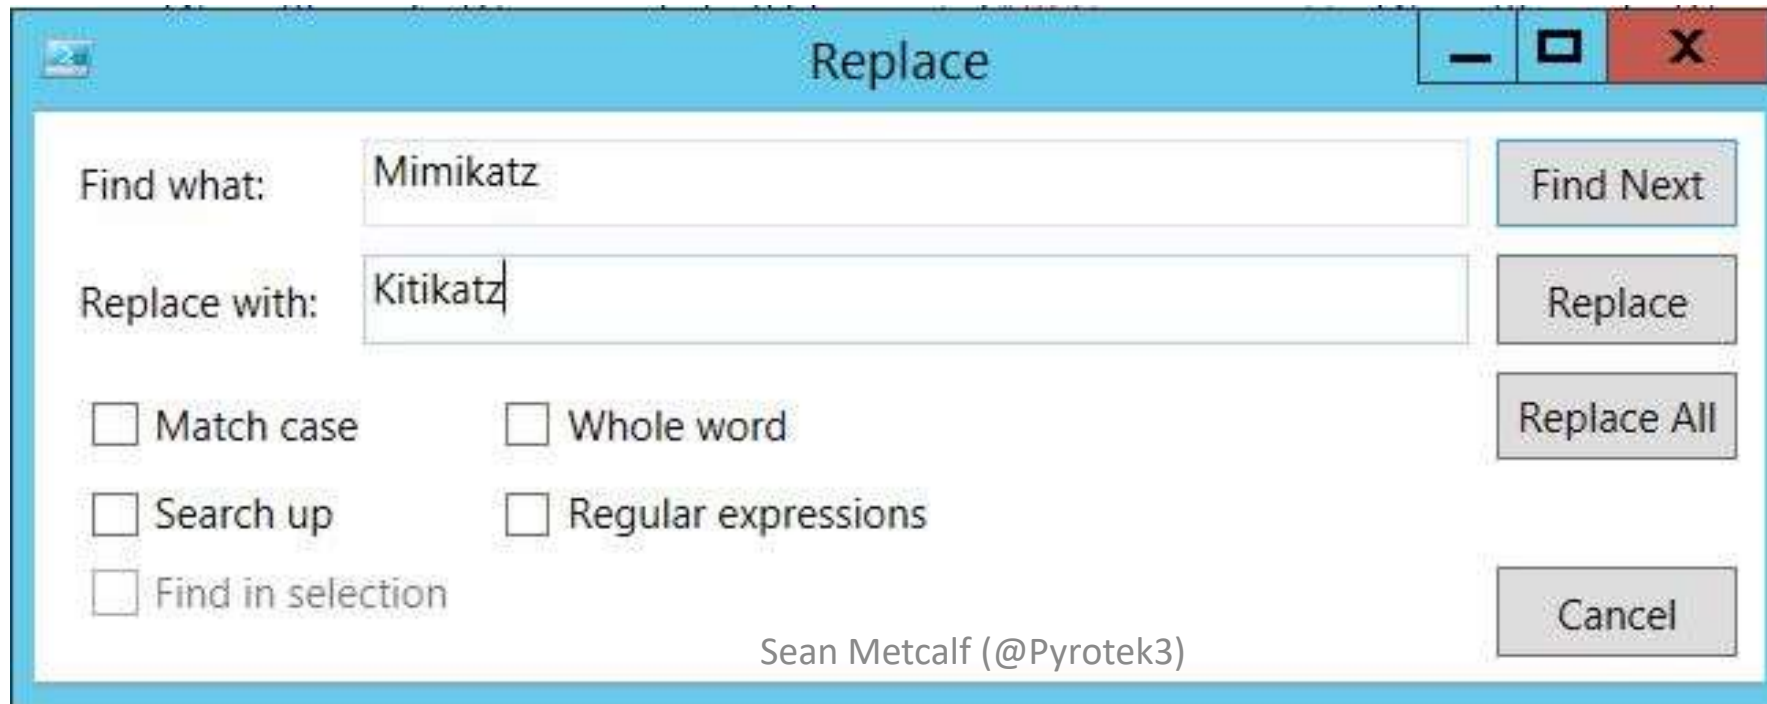 Replace
Find what:
Mimikatz
Find Next
Replace with:
Kitikatz
Replace
Match case
Whole word
Replace All
Search up
Regular expressions
Find in selection
Cancel
Sean Metcalf (@Pyrotek3)